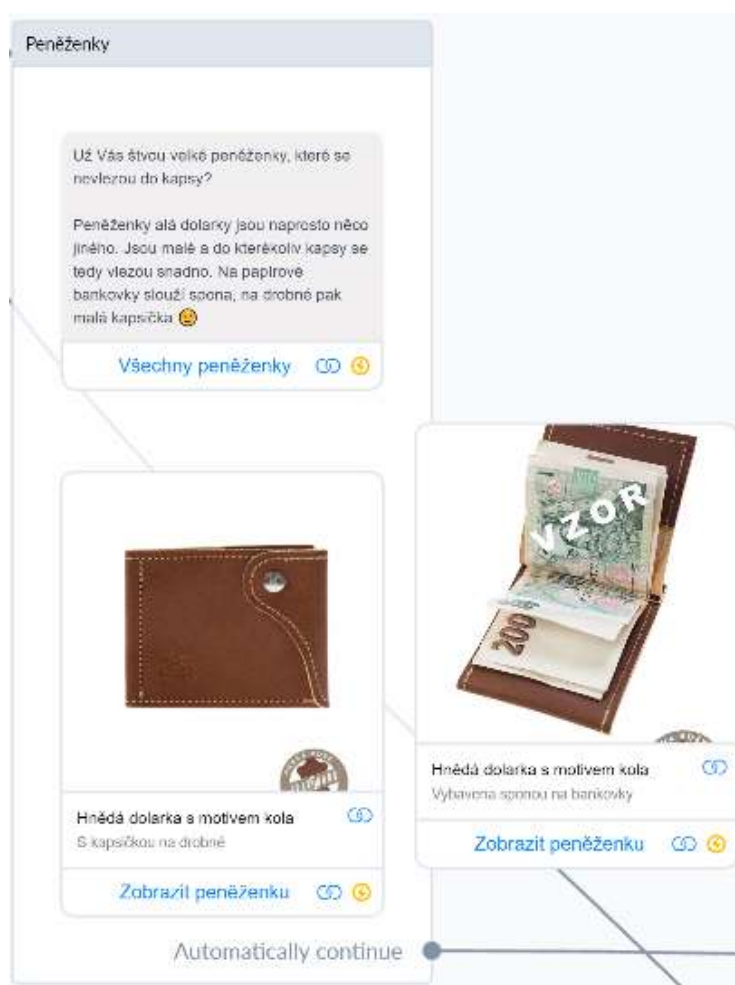 Peněženky
Už Vás štvou velké peněženky, které se
nevlezou do kapsy?
Peněženky alá dolarky jsou naprosto něco
jiného. Jsou malé a do kterékoliv kapsy se
tedy vlezou snadno. Na papírové
bankovky slouží spona, na drobné pak
malá kapsička
Všechny peněženky
VZOR
200
Hnědá dolarka s motivem kola
S kapsičkou na drobné
Zobrazit peněženku
Hnědá dolarka s motivem kola
Vybavena sponou na bankovky
Zobrazit peněženku
Automatically continue